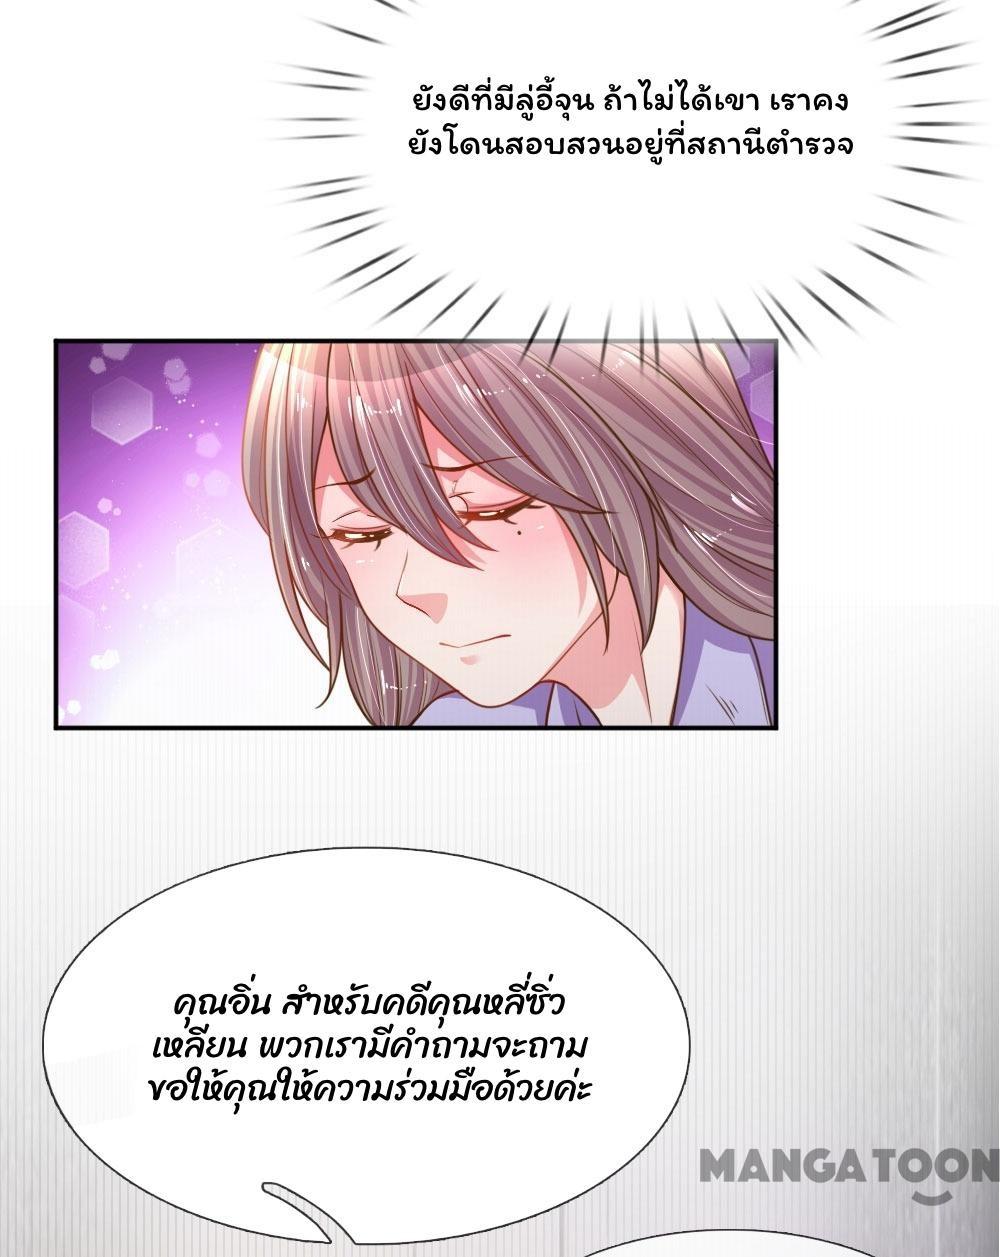 ยังดีที่มีลู่อี้จุน ถ้าไม่ได้เขา เราคง
ยังโดนสอบสวนอยู่ที่สถานีตำรวจ
คุณอิ่น สำหรับคดีคุณหลี่ซิ่ว
เหลียน พวกเรามีคำถามจะถาม
ขอให้คุณให้ความร่วมมือด้วยค่ะ
MANGATOON